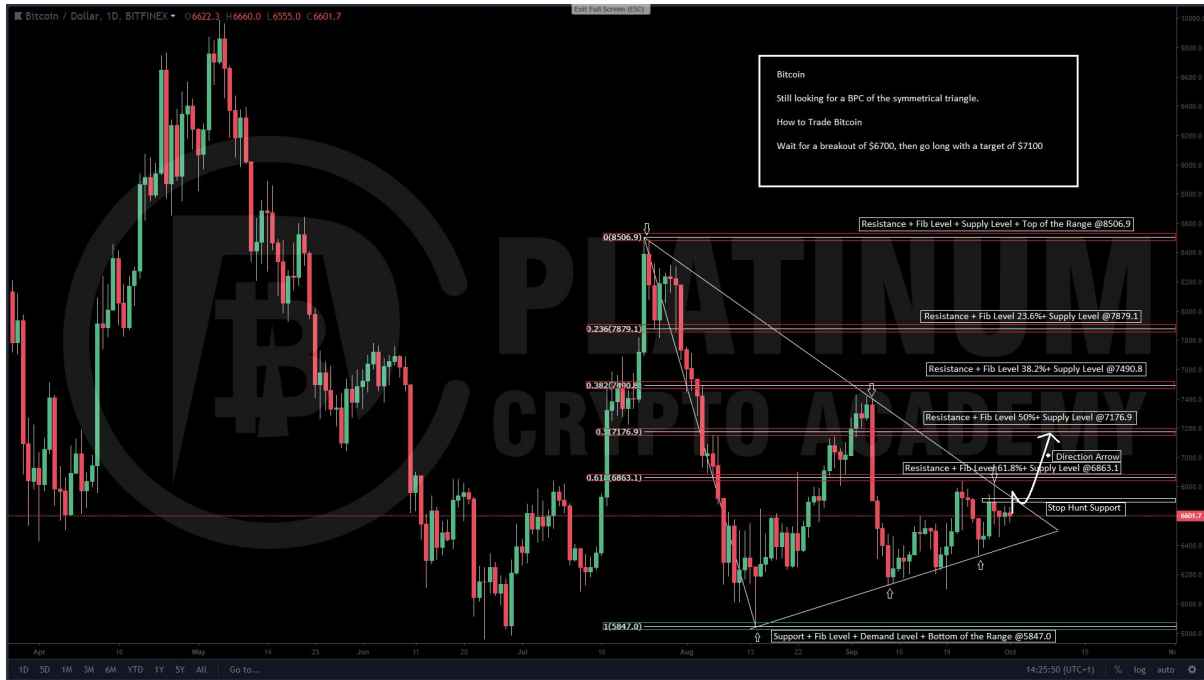 Bitcoin / Dollar, 1D, BITFINEX O6622.3 H6660.0 L6555.0 C6601.7
Exit Full Screen (ESC)
Bitcoin
Still looking for a BPC of the symmetrical triangle.
How to Trade Bitcoin
Wait for a breakout of $6700, then go long with a target of $7100
Resistance + Fib Level + Supply Level + Top of the Range @8506.9
0(8506.9)
Resistance + Fib Level 23.6%+ Supply Level @7879.1
0.236(7879.1)
Resistance + Fib Level 38.2%+ Supply Level @7490.8
0.382(7490.8)
Resistance + Fib Level 50%+ Supply Level @7176.9
0.5(7176.9)
Direction Arrow
Resistance + Fib Level 61.8%+ Supply Level @6863.1
0.618(6863.1)
Stop Hunt Support
1(5847.0)
Support + Fib Level + Demand Level + Bottom of the Range @5847.0
PLATINUM
CRYPTO ACADEMY
10000.0
9600.0
9200.0
8800.0
8400.0
8200.0
8000.0
7800.0
7600.0
7400.0
7200.0
7000.0
6800.0
6601.7
6400.0
6200.0
6000.0
5800.0
Apr 16 May 14 23 Jun 11 20 Jul 16 Aug 13 22 Sep 10 19 Oct 15
1D 5D 1M 3M 6M YTD 1Y 5Y All Go to...
14:25:50 (UTC+1) % log auto